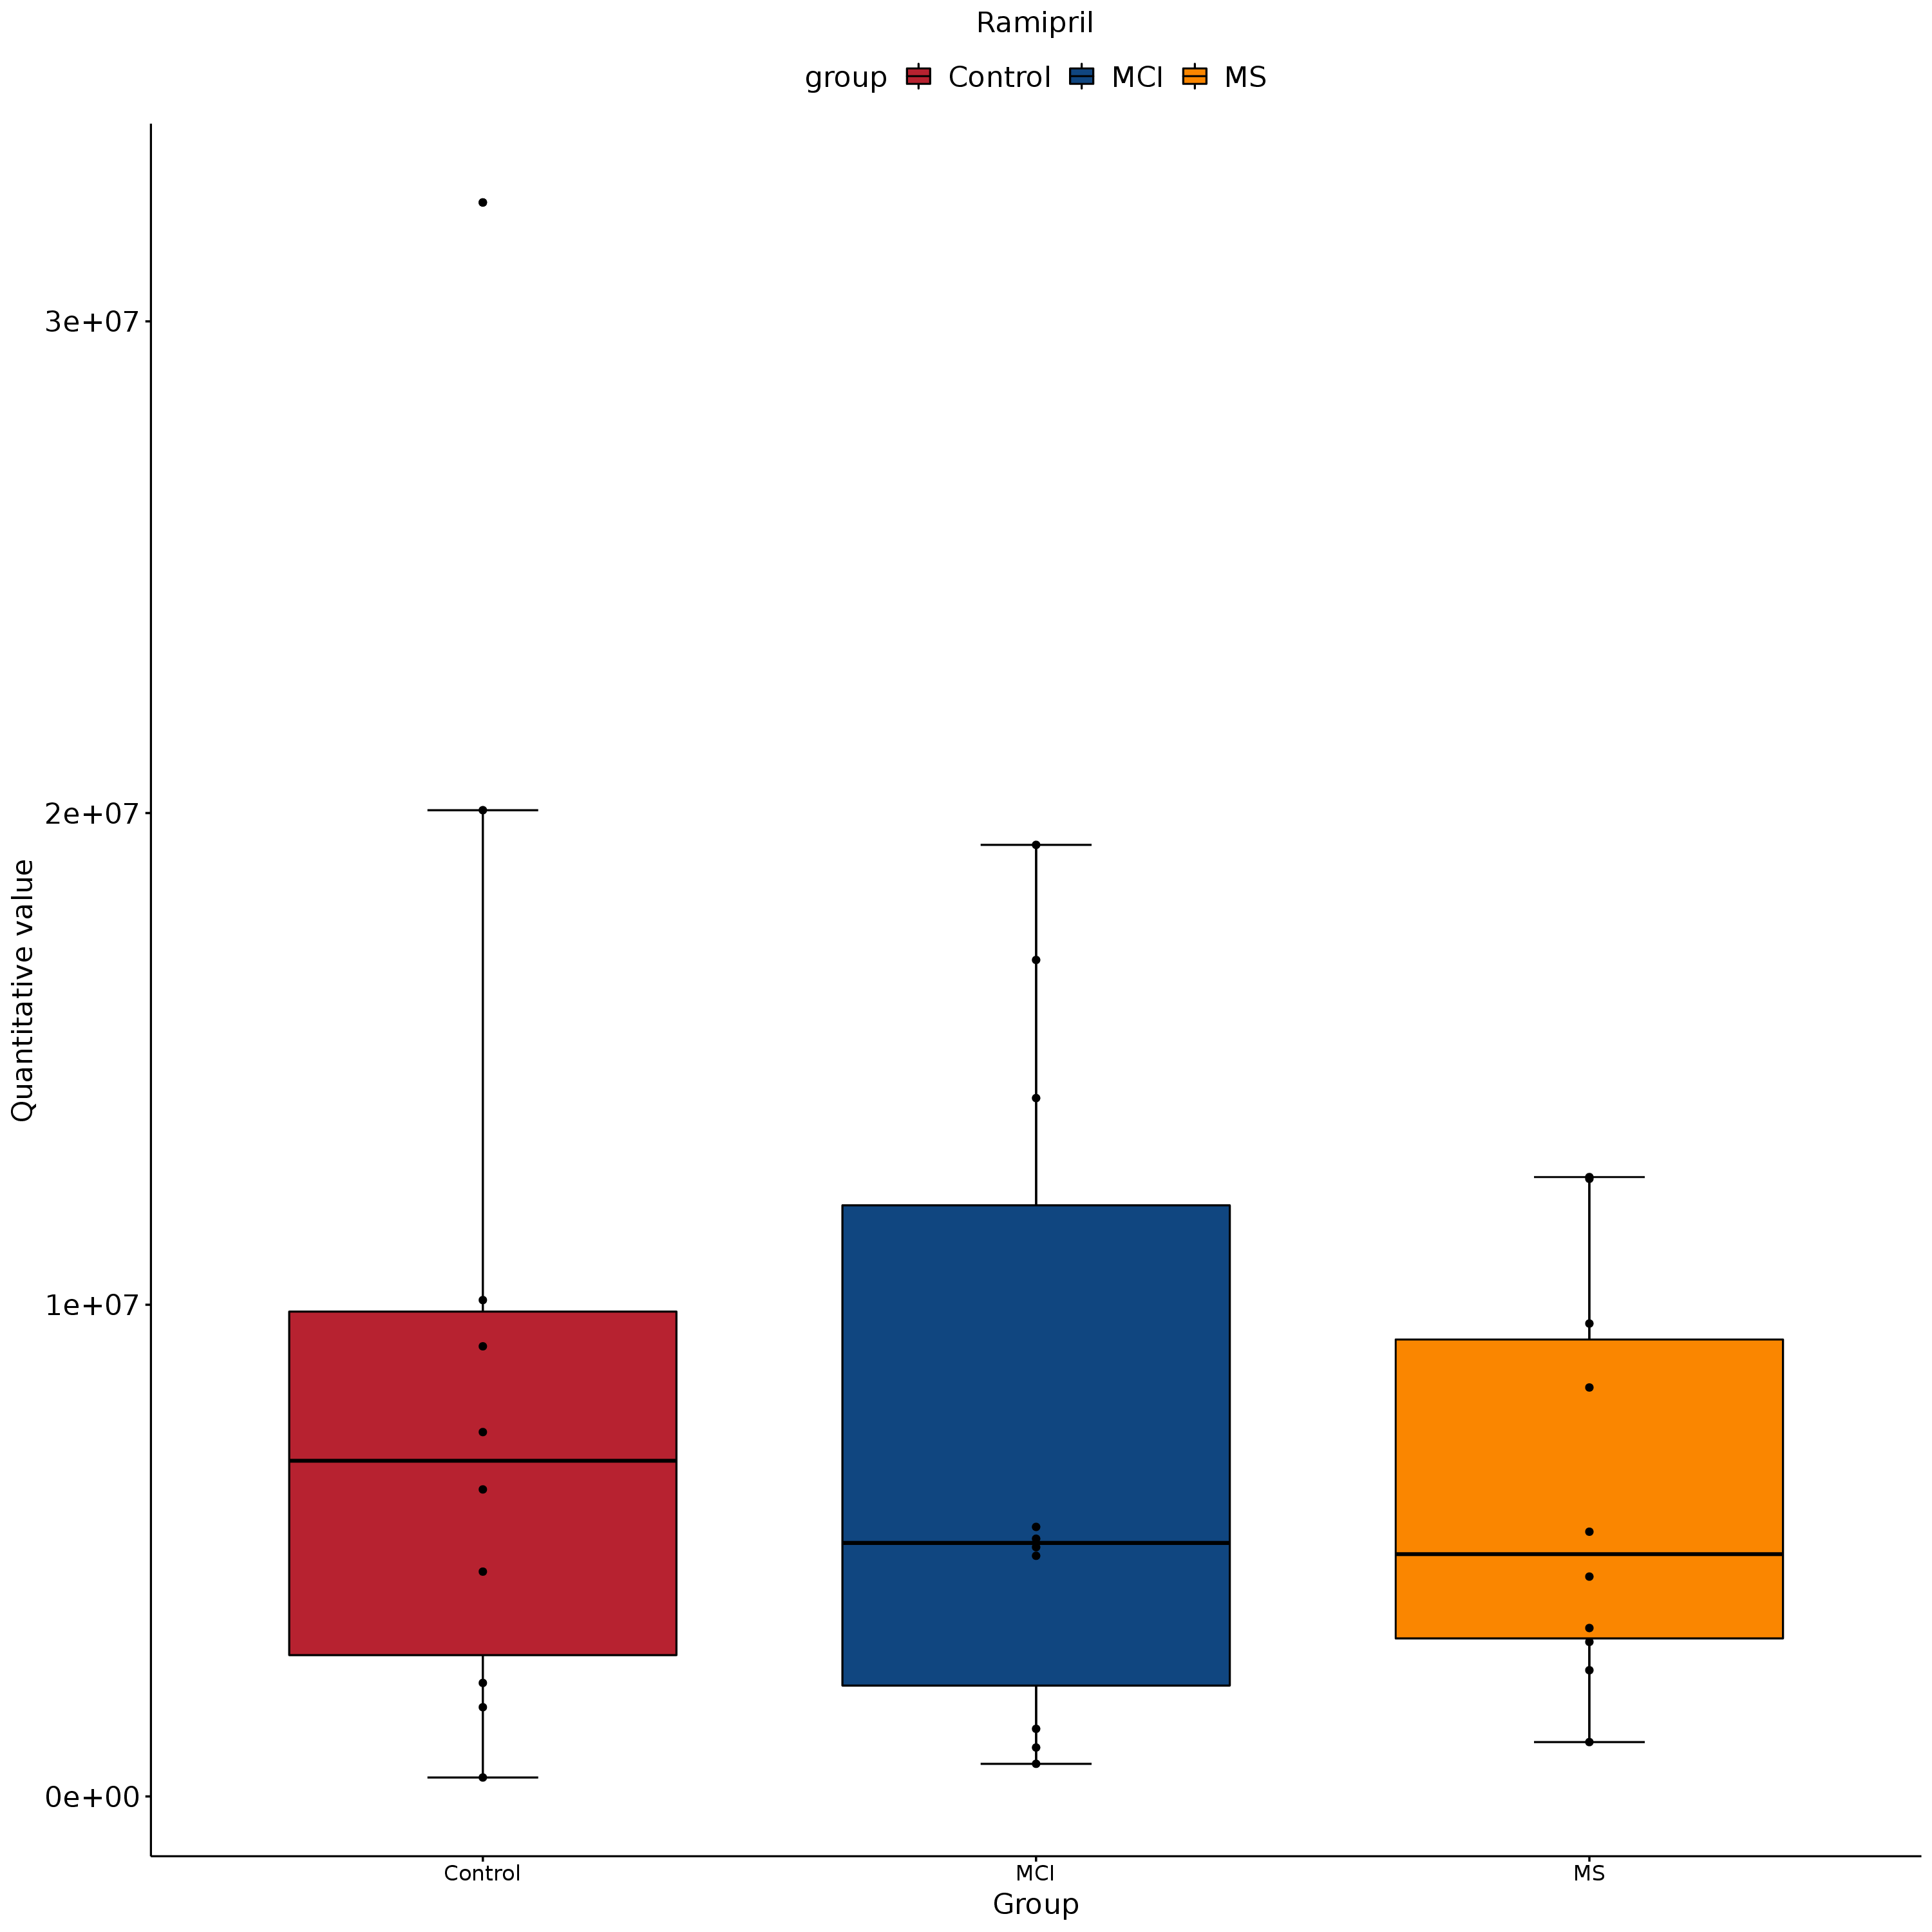 Ramipril
group Control MCI MS
3e+07
2e+07
1e+07
0e+00
Quantitative value
Control MCI MS
Group